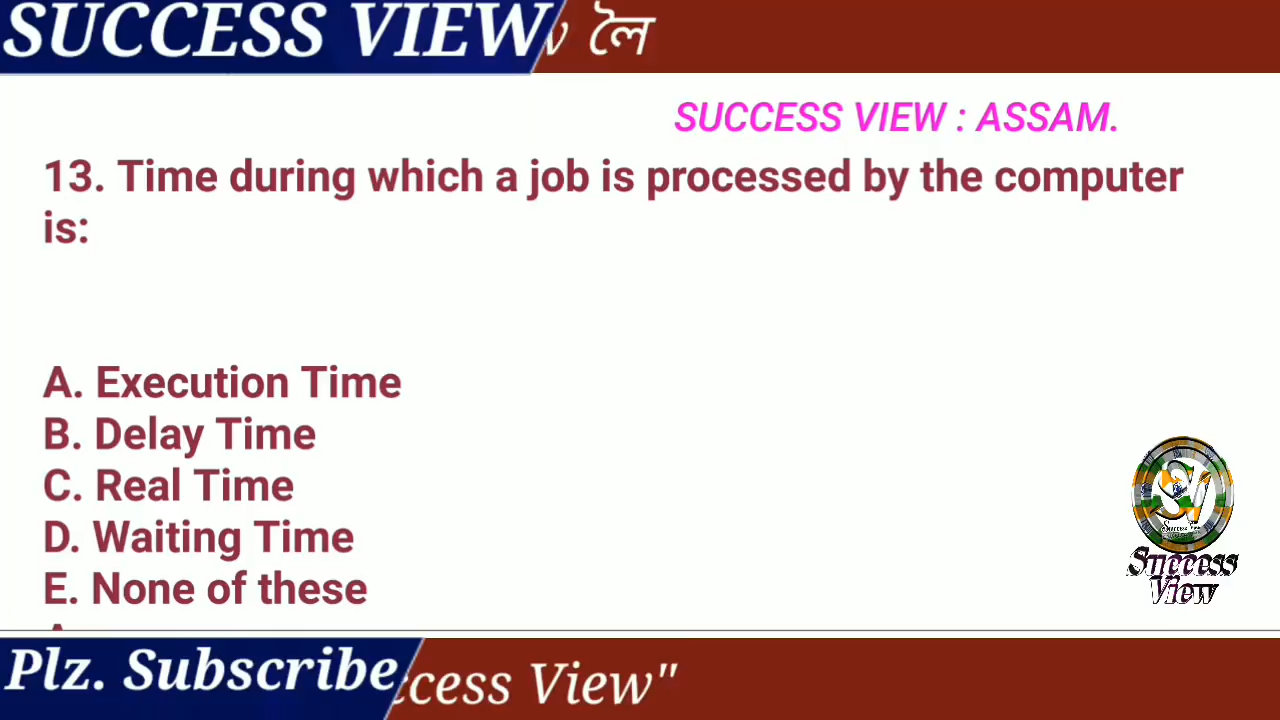 SUCCESS VIEW লৈ
SUCCESS VIEW : ASSAM.
13. Time during which a job is processed by the computer
is:
A. Execution Time
B. Delay Time
C. Real Time
D. Waiting Time
E. None of these
Success
View
Plz. Subscribe View"